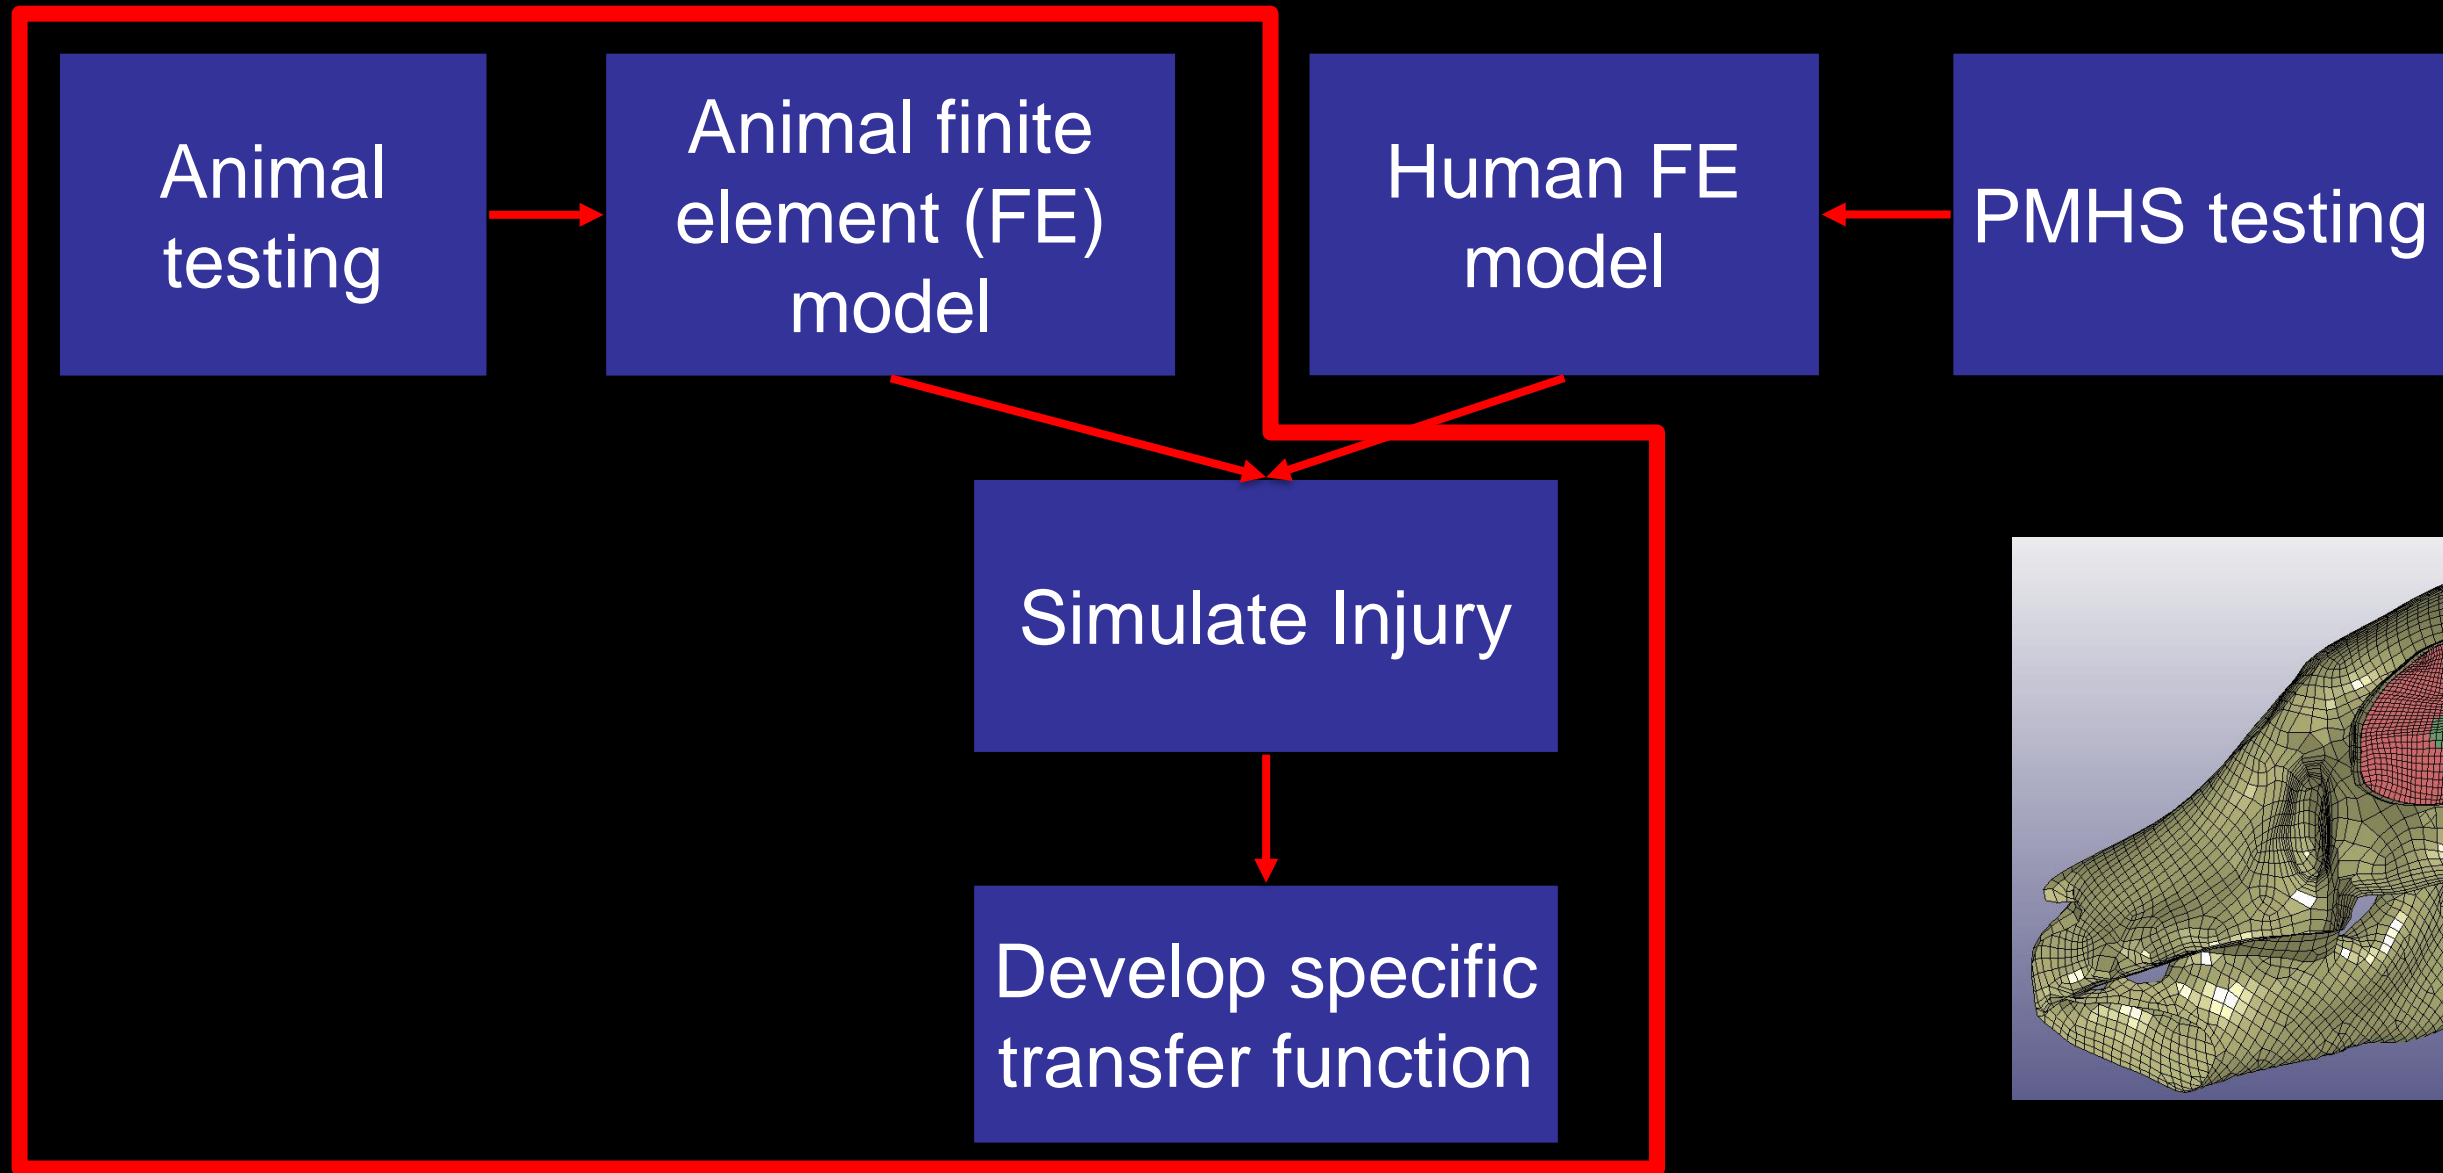 Animal
testing
Animal finite
element (FE)
model
Human FE
model
PMHS testing
Simulate Injury
Develop specific
transfer function